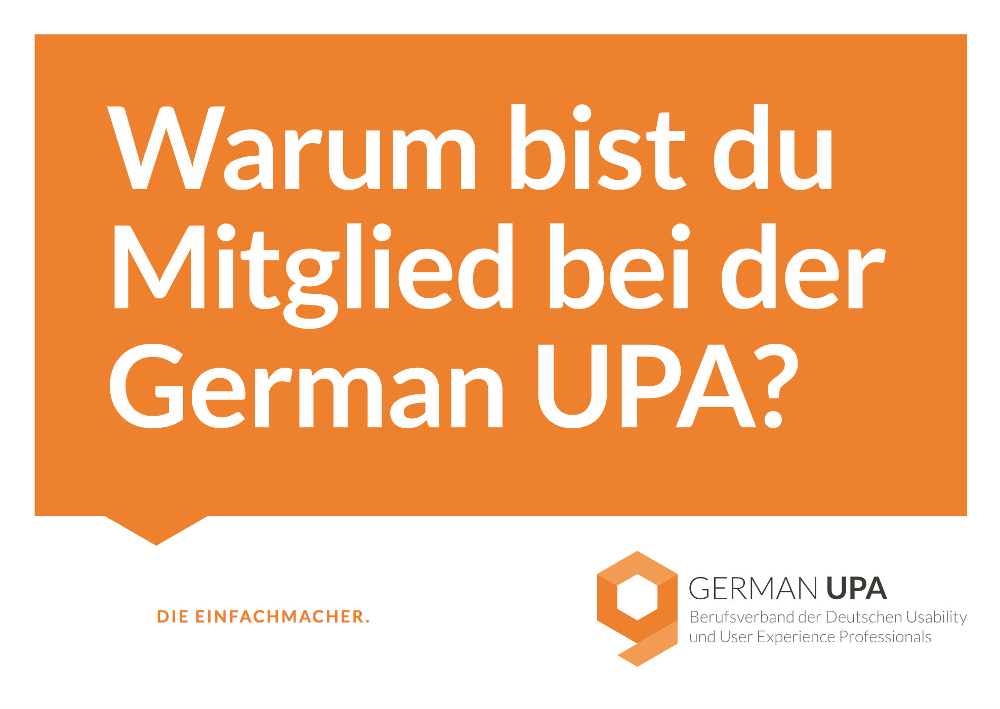 Warum bist du
Mitglied bei der
German UPA?
DIE EINFACHMACHER.
GERMAN UPA
Berufsverband der Deutschen Usability
und User Experience Professionals